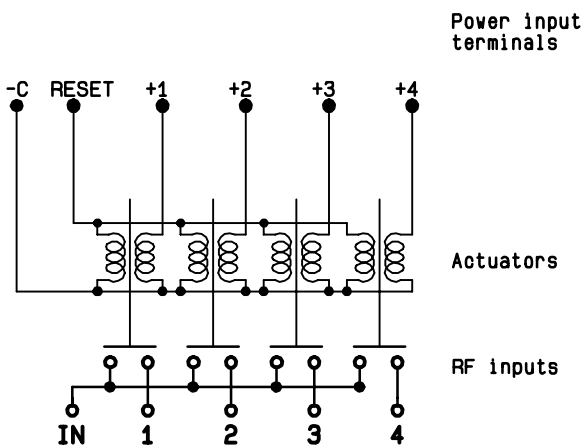 Power input
terminals
-C RESET +1 +2 +3 +4
Actuators
RF inputs
IN 1 2 3 4